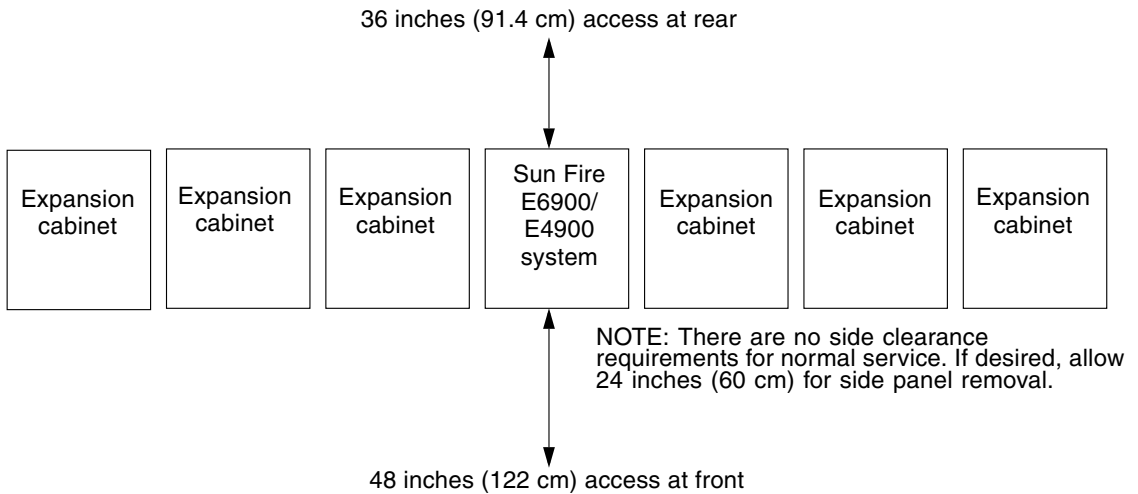 36 inches (91.4 cm) access at rear
Expansion
cabinet
Expansion
cabinet
Expansion
cabinet
Sun Fire
E6900/
E4900
system
Expansion
cabinet
Expansion
cabinet
Expansion
cabinet
NOTE: There are no side clearance
requirements for normal service. If desired, allow
24 inches (60 cm) for side panel removal.
48 inches (122 cm) access at front